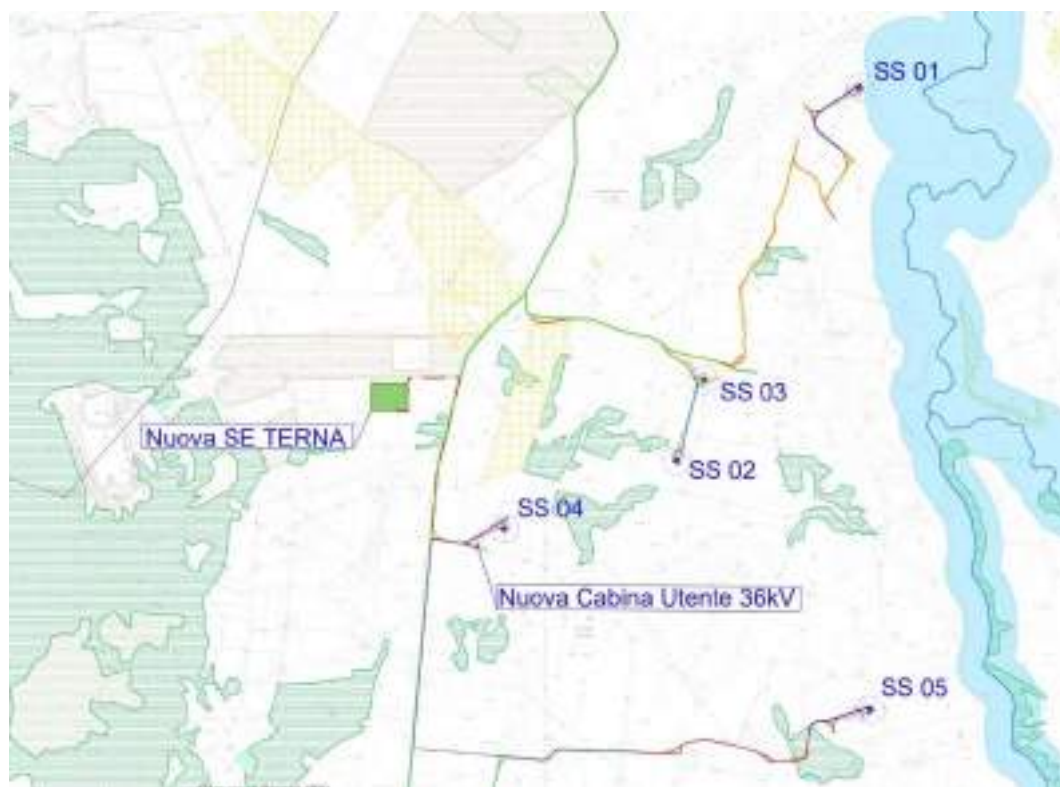 SS 01
SS 03
Nuova SE TERNA
SS 02
SS 04
Nuova Cabina Utente 36kV
SS 05